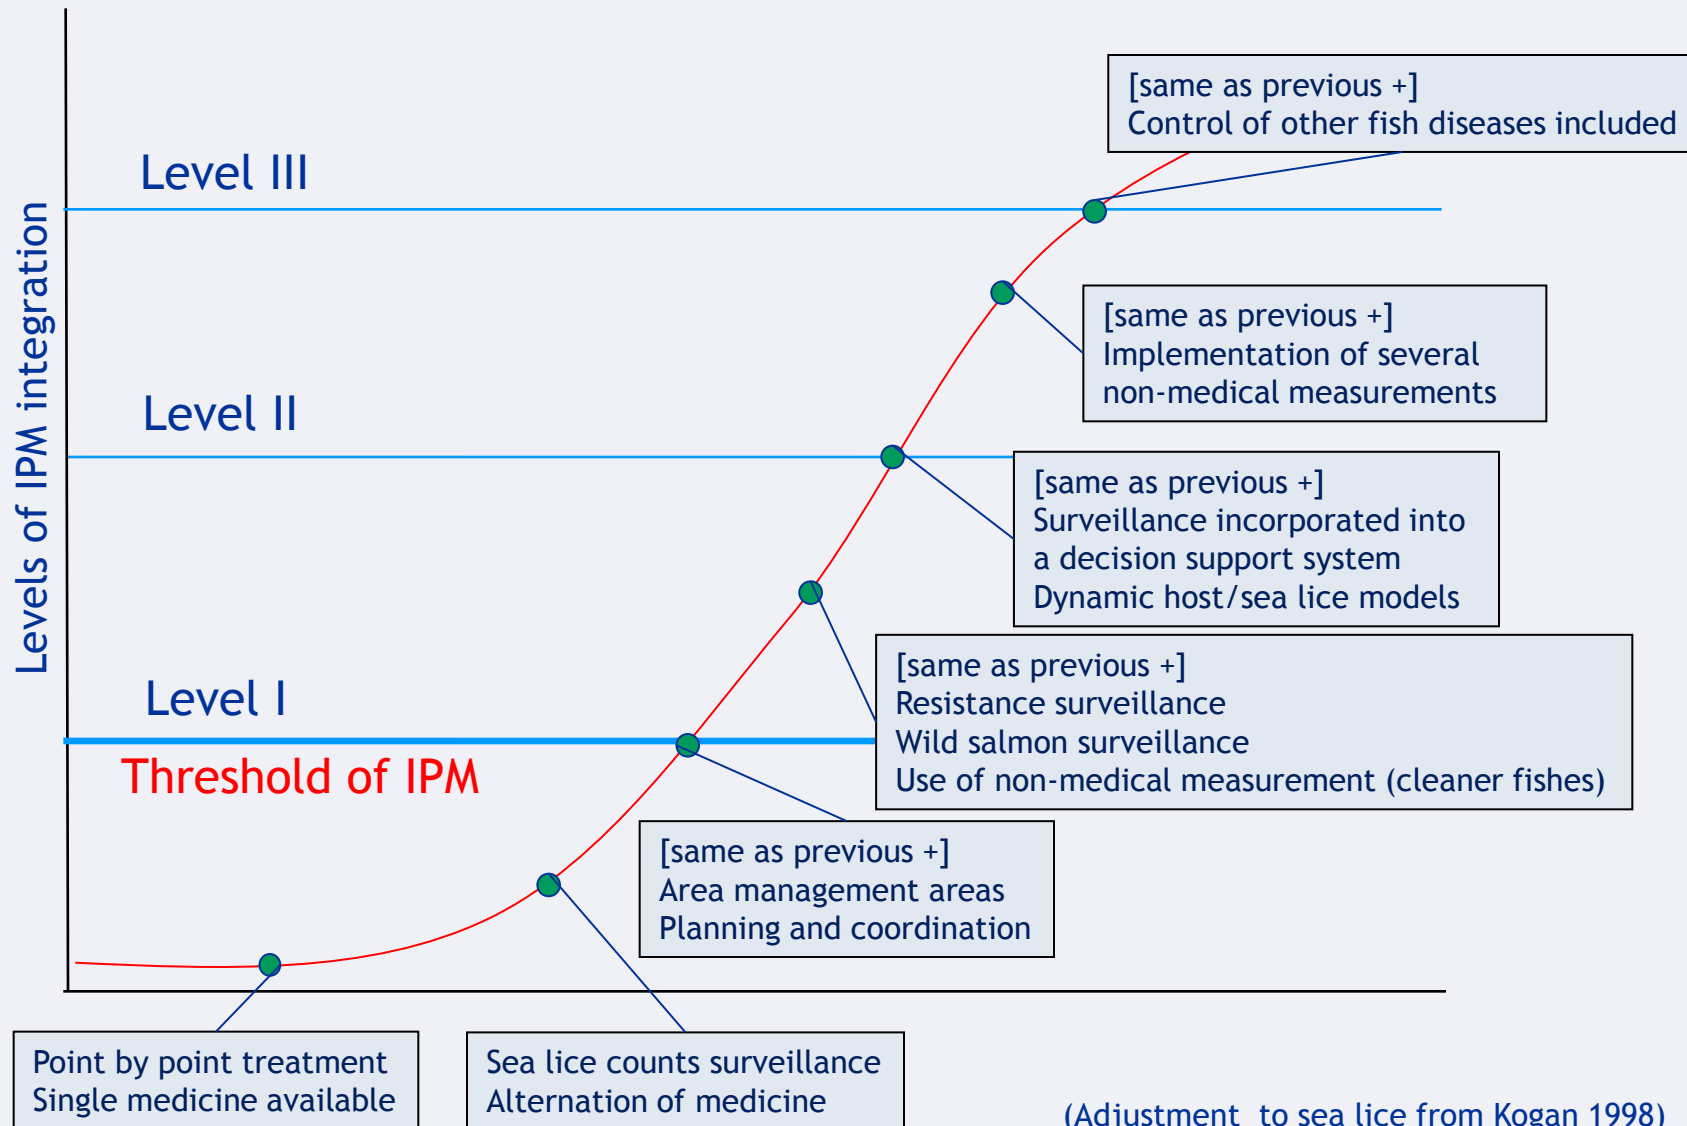 [same as previous +]
Control of other fish diseases included
Level III
Levels of IPM integration
[same as previous +]
Implementation of several
non-medical measurements
Level II
[same as previous +]
Surveillance incorporated into
a decision support system
Dynamic host/sea lice models
[same as previous +]
Resistance surveillance
Wild salmon surveillance
Use of non-medical measurement (cleaner fishes)
Level I
Threshold of IPM
[same as previous +]
Area management areas
Planning and coordination
Point by point treatment
Single medicine available
Sea lice counts surveillance
Alternation of medicine
(Adjustment to sea lice from Kogan 1998)